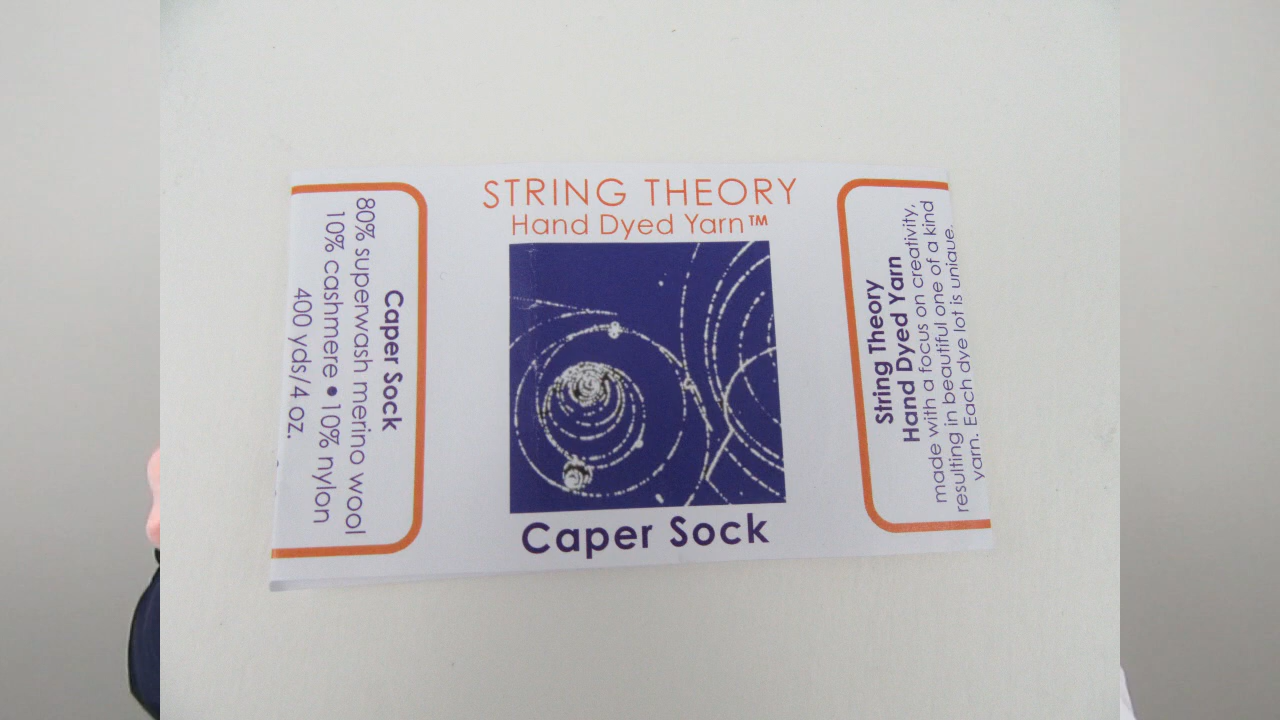 STRING THEORY
Hand Dyed Yarn™
Caper Sock
Caper Sock
80% superwash merino wool
10% cashmere • 10% nylon
400 yds/4 oz.
String Theory
Hand Dyed Yarn
made with a focus on creativity,
resulting in beautiful one of a kind
yarn. Each dye lot is unique.